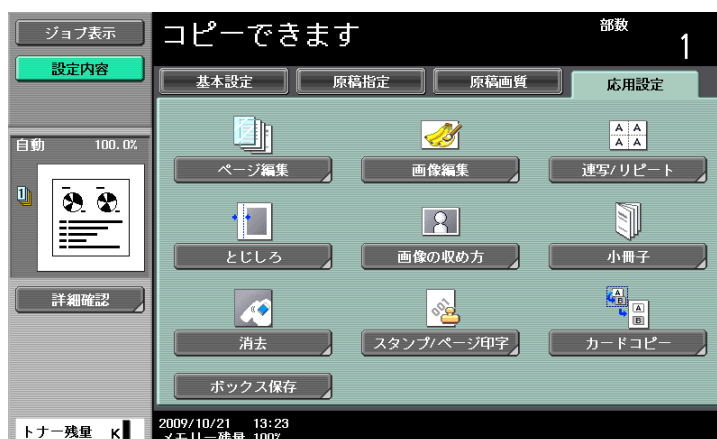 ジョブ表示
設定内容
コピーできます
部数
1
基本設定
原稿指定
原稿画質
応用設定
自動 100.0%
1
詳細確認
トナー残量 K
ページ編集
画像編集
A A
A A
連写/リピート
とじしろ
画像の収め方
小冊子
消去
001
スタンプ/ページ印字
A
B
A
B
カードコピー
ボックス保存
2009/10/21 13:23
メモリー残量 100%